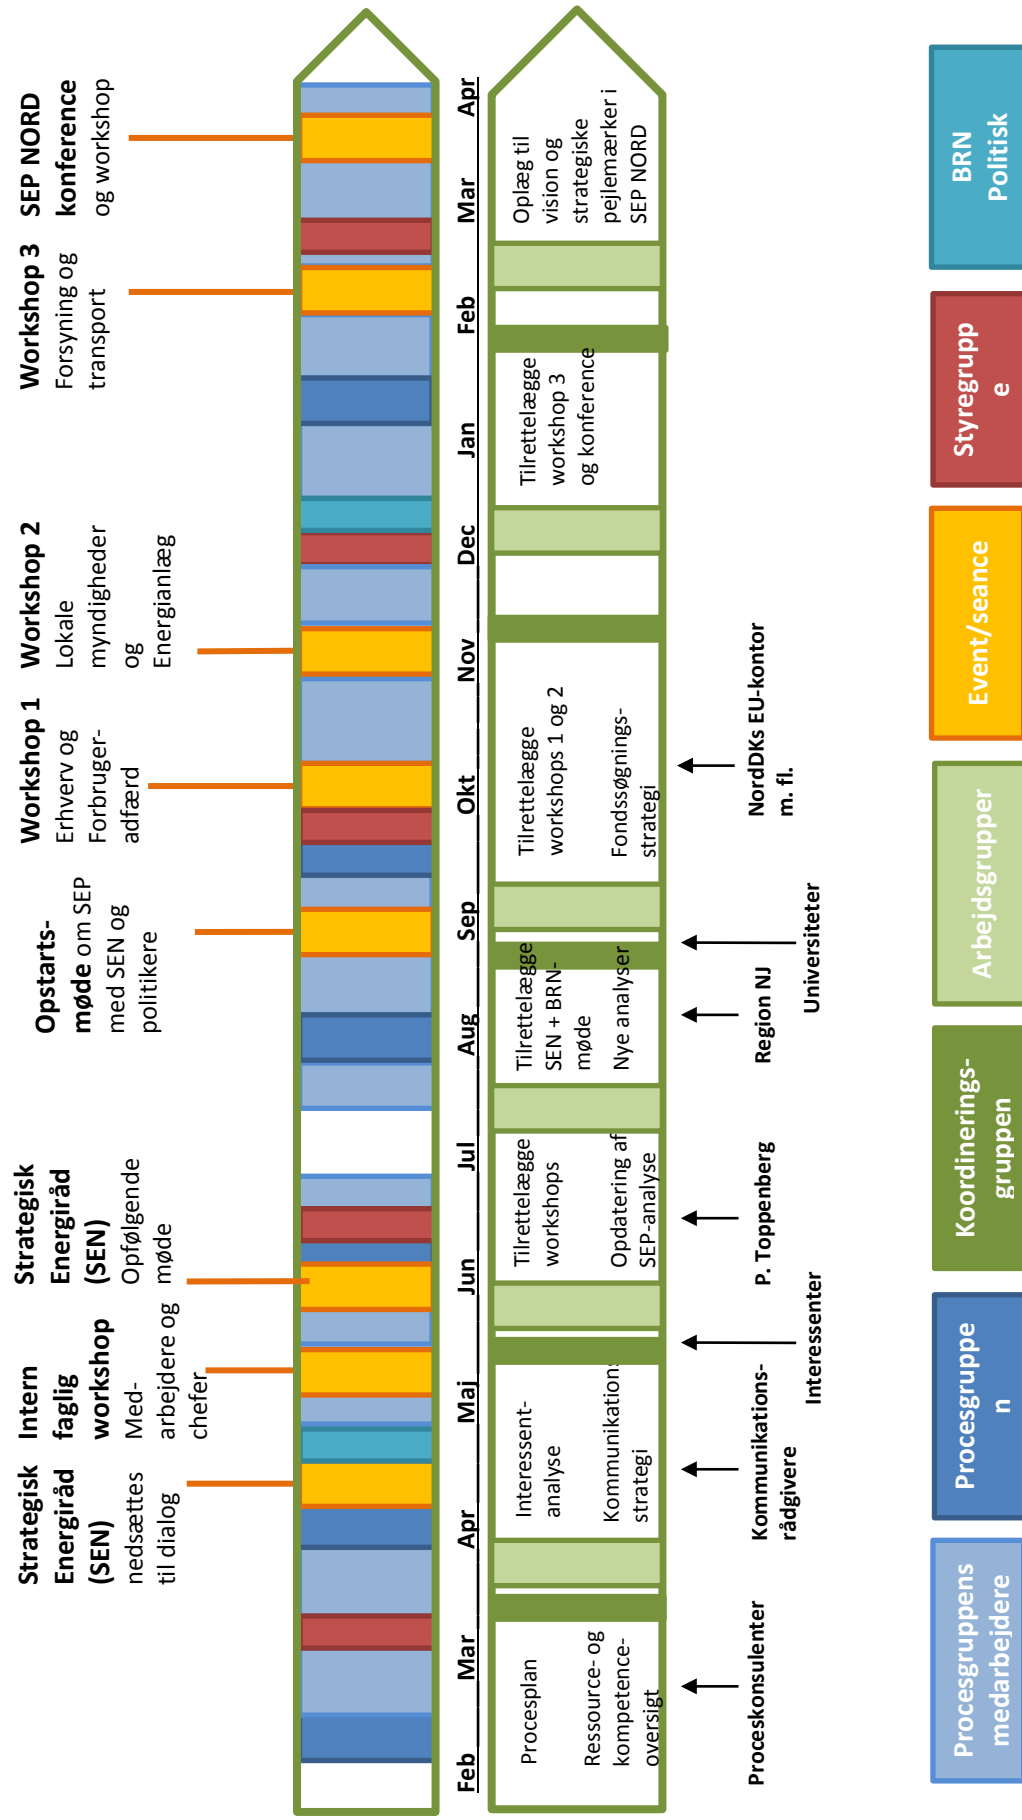 Strategisk
Energiråd
(SEN)
nedsættes
til dialog
Intern
faglig
workshop
Med-
arbejdere og
chefer
Strategisk
Energiråd
(SEN)
Opfølgende
møde
Opstarts-
møde om SEP
med SEN og
politikere
Workshop 1
Erhverv og
Forbruger-
adfærd
Workshop 2
Lokale
myndigheder
og
Energianlæg
Workshop 3
Forsyning og
transport
SEP NORD
konference
og workshop
Feb Mar Apr Maj Jun Jul Aug Sep Okt Nov Dec Jan Feb Mar Apr
Procesplan
Ressource- og
kompetence-
oversigt
Interessent-
analyse
Kommunikations
strategi
Tilrettelægge
workshops
Opdatering af
SEP-analyse
Tilrettelægge
SEN + BRN-
møde
Nye analyser
Tilrettelægge
workshops 1 og 2
Fondssøgnings-
strategi
Tilrettelægge
workshop 3
og konference
Oplæg til
vision og
strategiske
pejlemærker i
SEP NORD
Proceskonsulenter
Kommunikations-
rådgivere
Interessenter
P. Toppenberg
Region NJ
Universiteter
NordDKs EU-kontor
m. fl.
Procesgruppens
medarbejdere
Procesgruppe
n
Koordinerings-
gruppen
Arbejdsgrupper
Event/seance
Styregrupp
e
BRN
Politisk